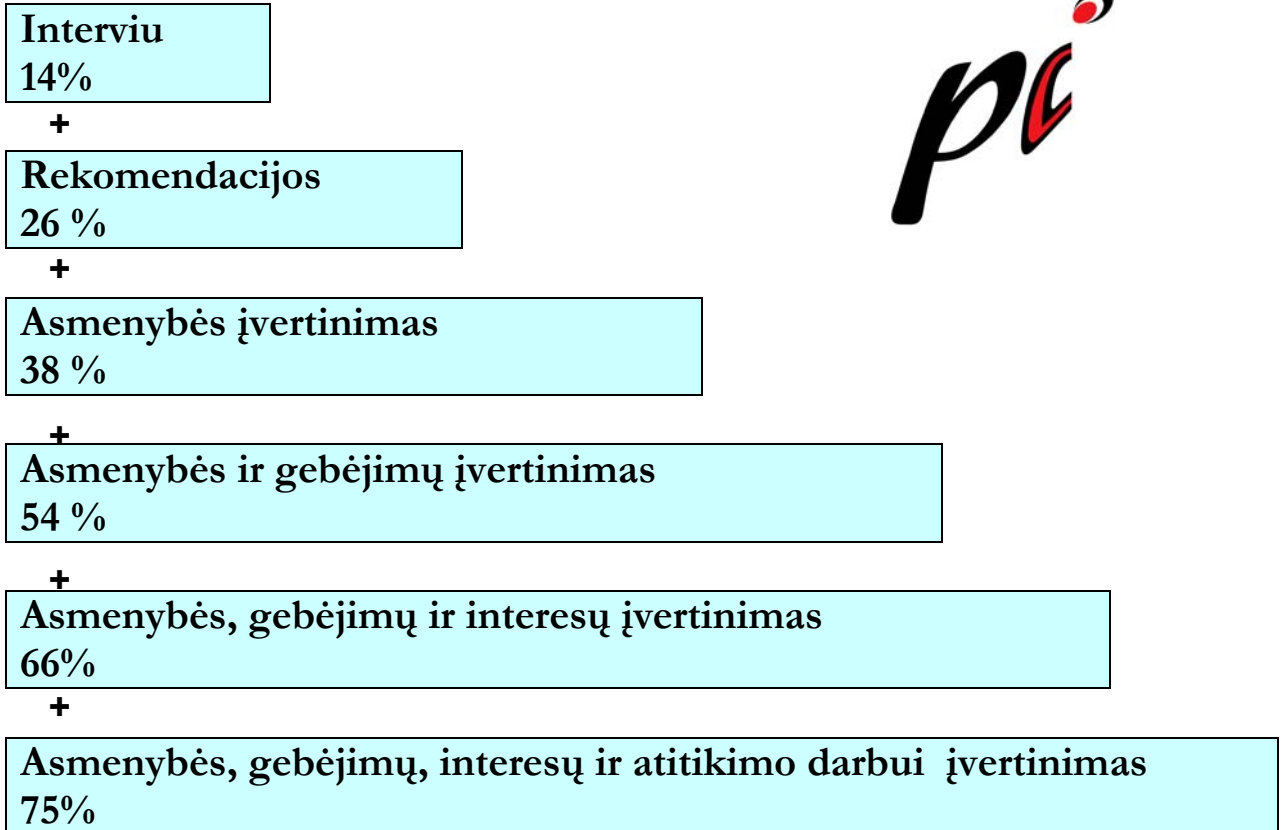 Interviu
14%
+
Rekomendacijos
26 %
+
Asmenybės įvertinimas
38 %
+
Asmenybės ir gebėjimų įvertinimas
54 %
+
Asmenybės, gebėjimų ir interesų įvertinimas
66%
+
Asmenybės, gebėjimų, interesų ir atitikimo darbui  įvertinimas
75%